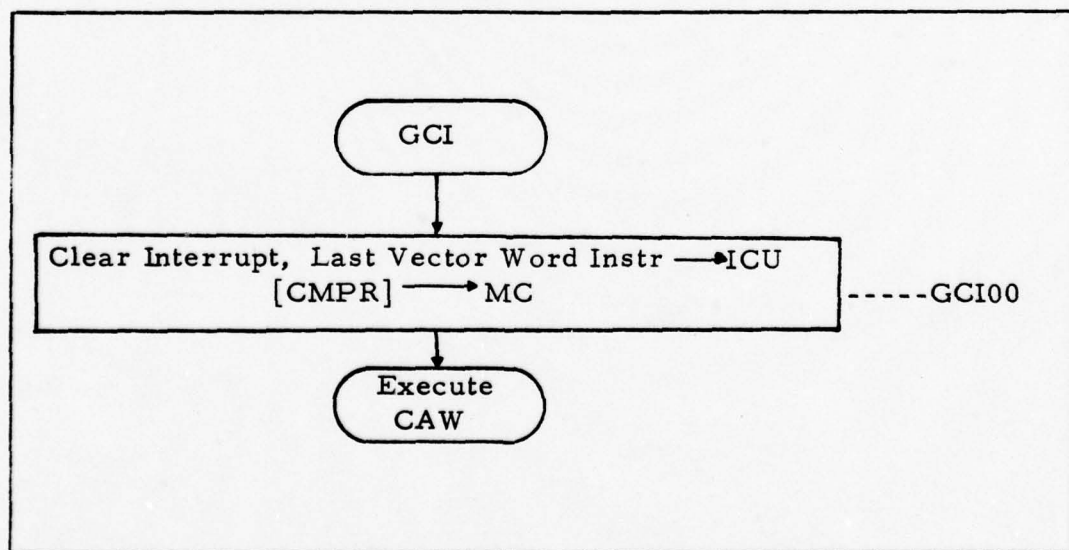 GCI
Clear Interrupt, Last Vector Word Instr → ICU
[CMPR] → MC
-----GCI00
Execute
CAW